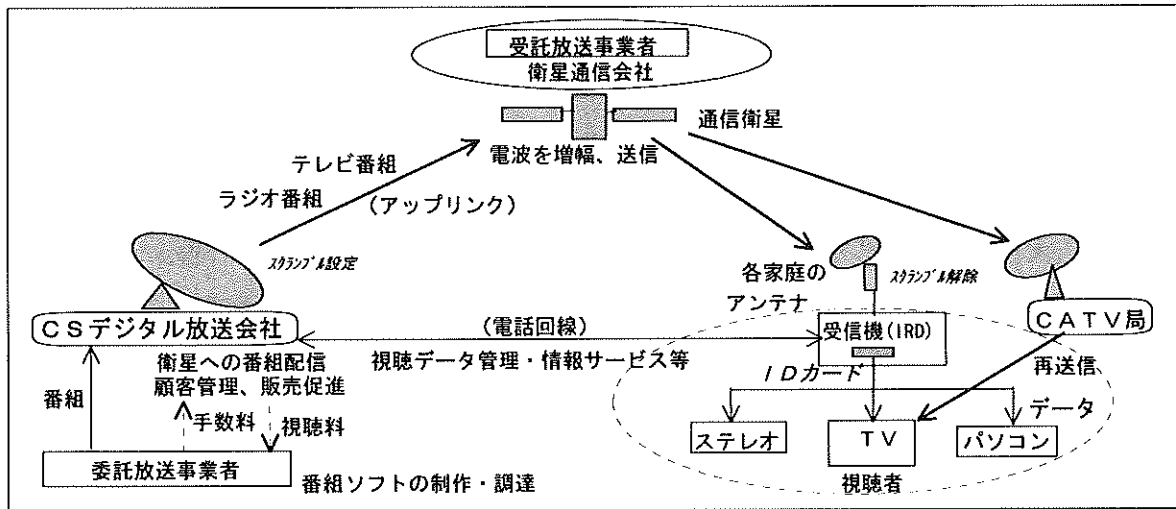 受託放送事業者
衛星通信会社
通信衛星
電波を増幅、送信
テレビ番組
ラジオ番組
(アップリンク)
スクランブル設定
各家庭の
アンテナ
スクランブル解除
CSデジタル放送会社
(電話回線)
受信機(IRD)
CATV局
衛星への番組配信
顧客管理、販売促進
視聴データ管理・情報サービス等
IDカード
再送信
番組
手数料
視聴料
データ
ステレオ
TV
パソコン
委託放送事業者
番組ソフトの制作・調達
視聴者